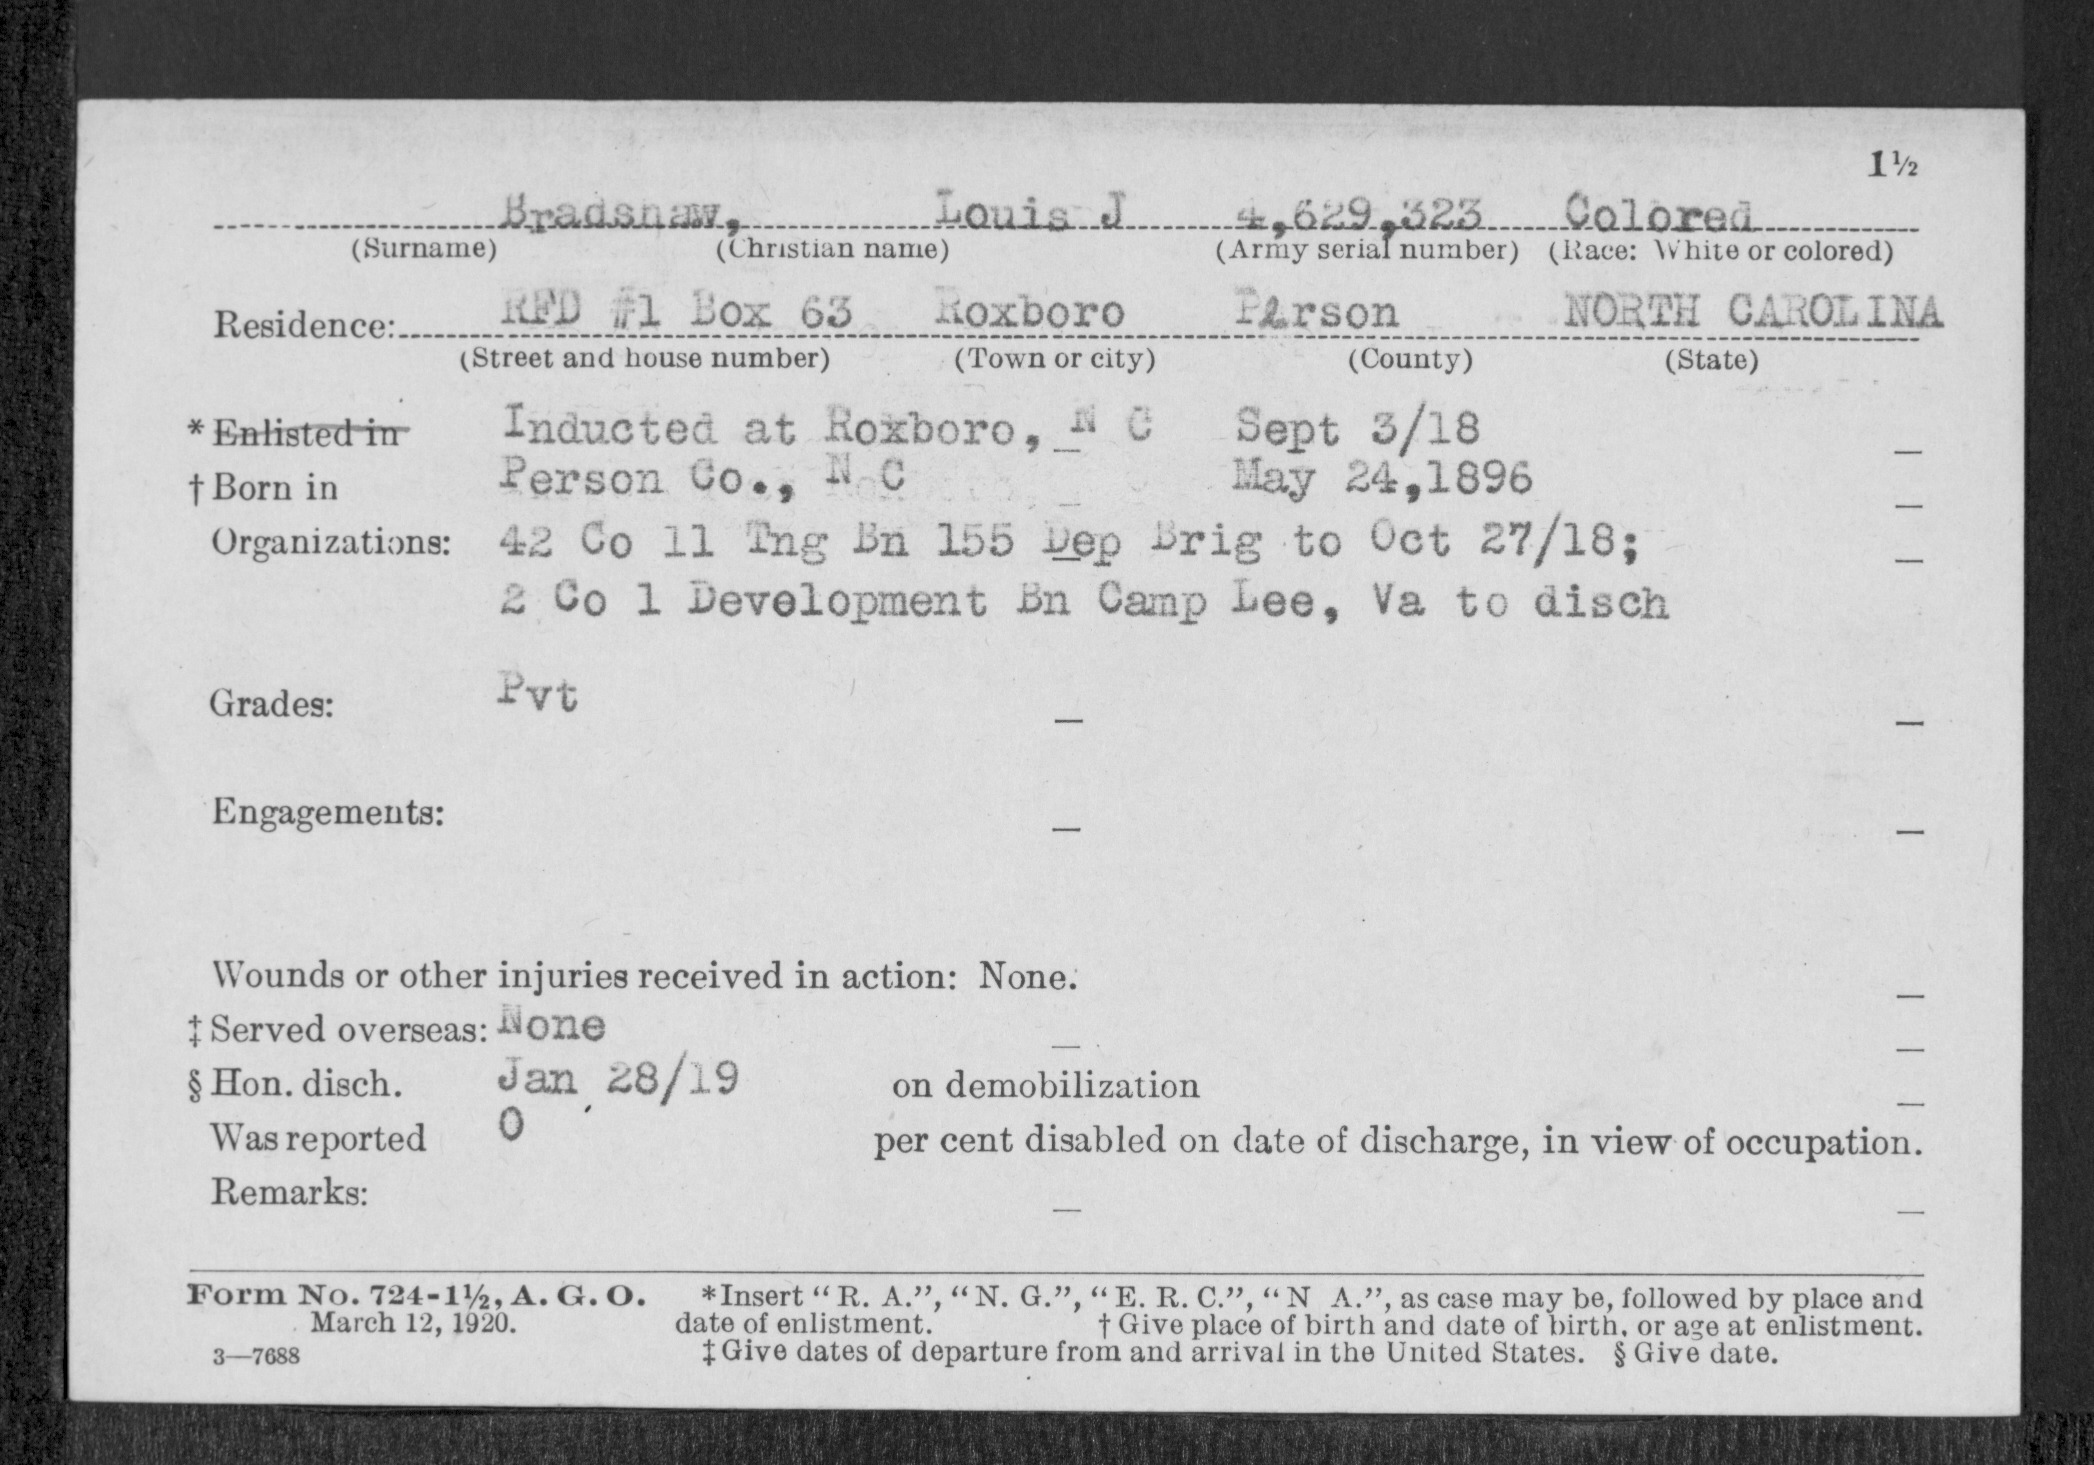 1½
Bradshaw, Louis J 4,629,323 Colored
(Surname) (Christian name) (Army serial number) (Race: White or colored)
Residence: RFD #1 Box 63 Roxboro Person NORTH CAROLINA
(Street and house number) (Town or city) (County) (State)
* Enlisted in Inducted at Roxboro, N C Sept 3/18
† Born in Person Co., N C May 24,1896
Organizations: 42 Co 11 Tng Bn 155 Dep Brig to Oct 27/18;
2 Co 1 Development Bn Camp Lee, Va to disch
Grades: Pvt
Engagements:
Wounds or other injuries received in action: None.
‡ Served overseas: None
§ Hon. disch. Jan 28/19 on demobilization
Was reported 0 per cent disabled on date of discharge, in view of occupation.
Remarks:
Form No. 724-1½, A. G. O. *Insert “R. A.”, “N. G.”, “E. R. C.”, “N A.”, as case may be, followed by place and
March 12, 1920. date of enlistment. † Give place of birth and date of birth, or age at enlistment.
3—7688 ‡ Give dates of departure from and arrival in the United States. § Give date.